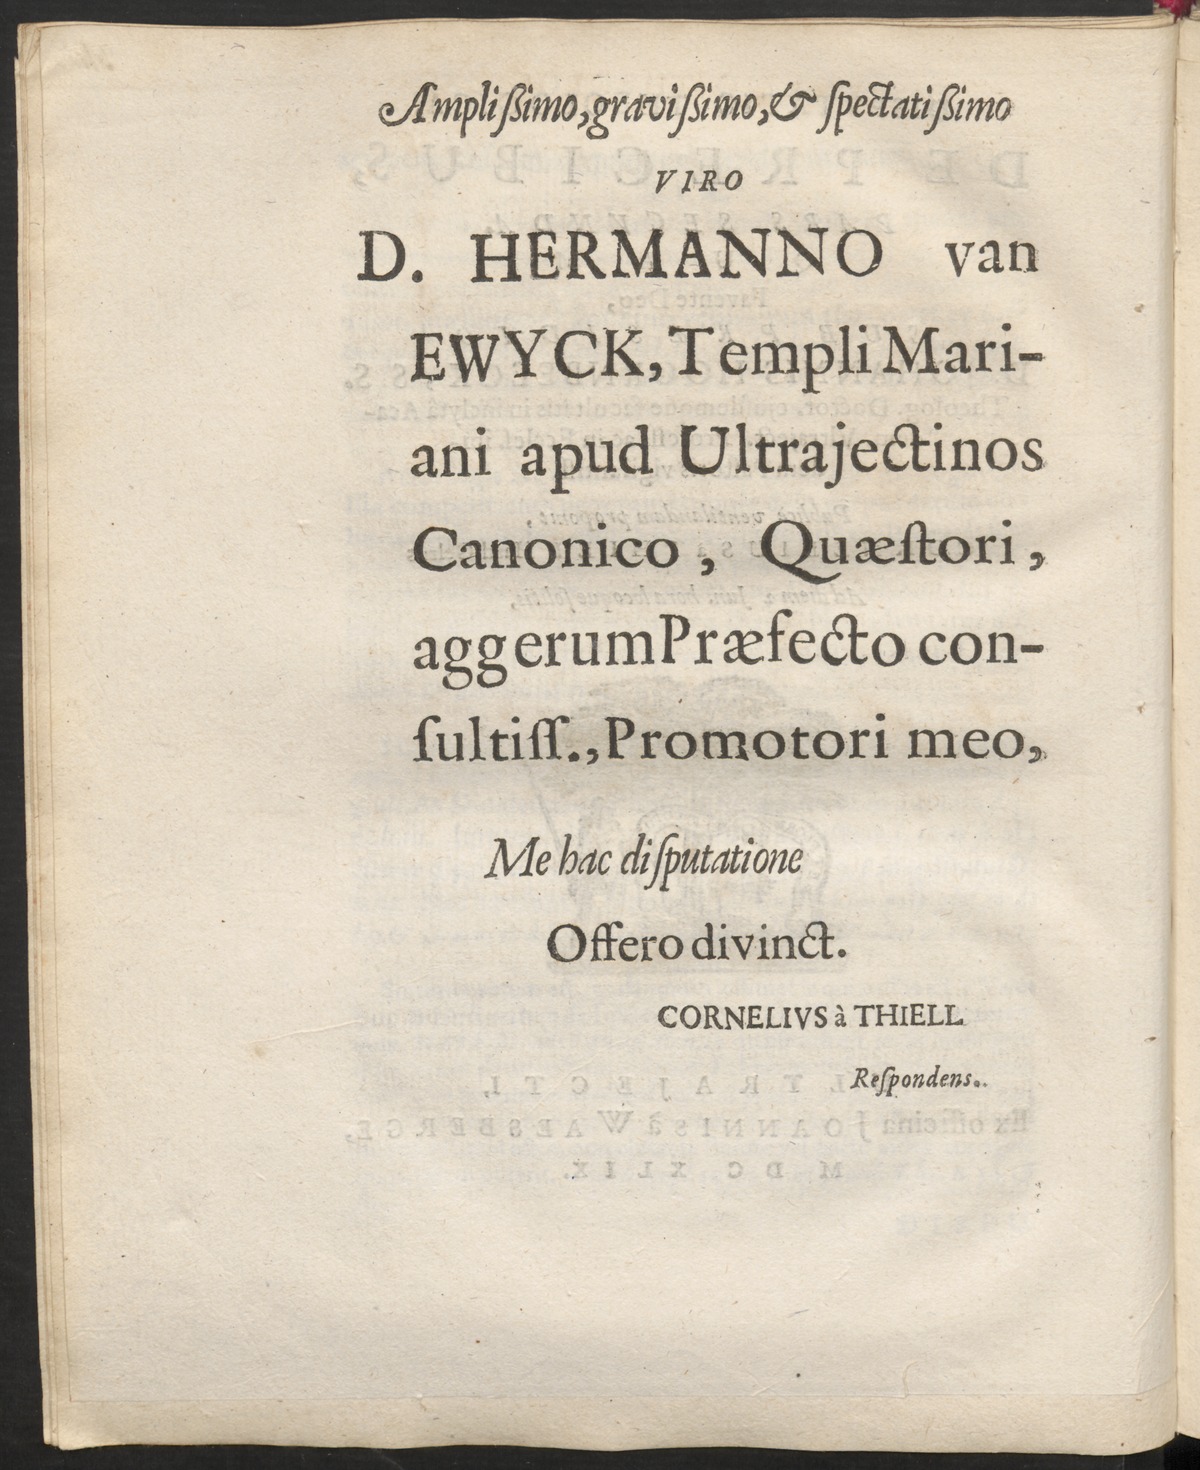 Ampliſſimo, graviſſimo, & ſpectatiſſimo
VIRO
D. HERMANNO van
EWYCK, Templi Mari-
ani apud Ultrajectinos
Canonico, Quæſtori,
aggerum Præfecto con-
ſultiſſ., Promotori meo,
Me hac diſputatione
Offero divinct.
CORNELIVS à THIELL
Reſpondens.